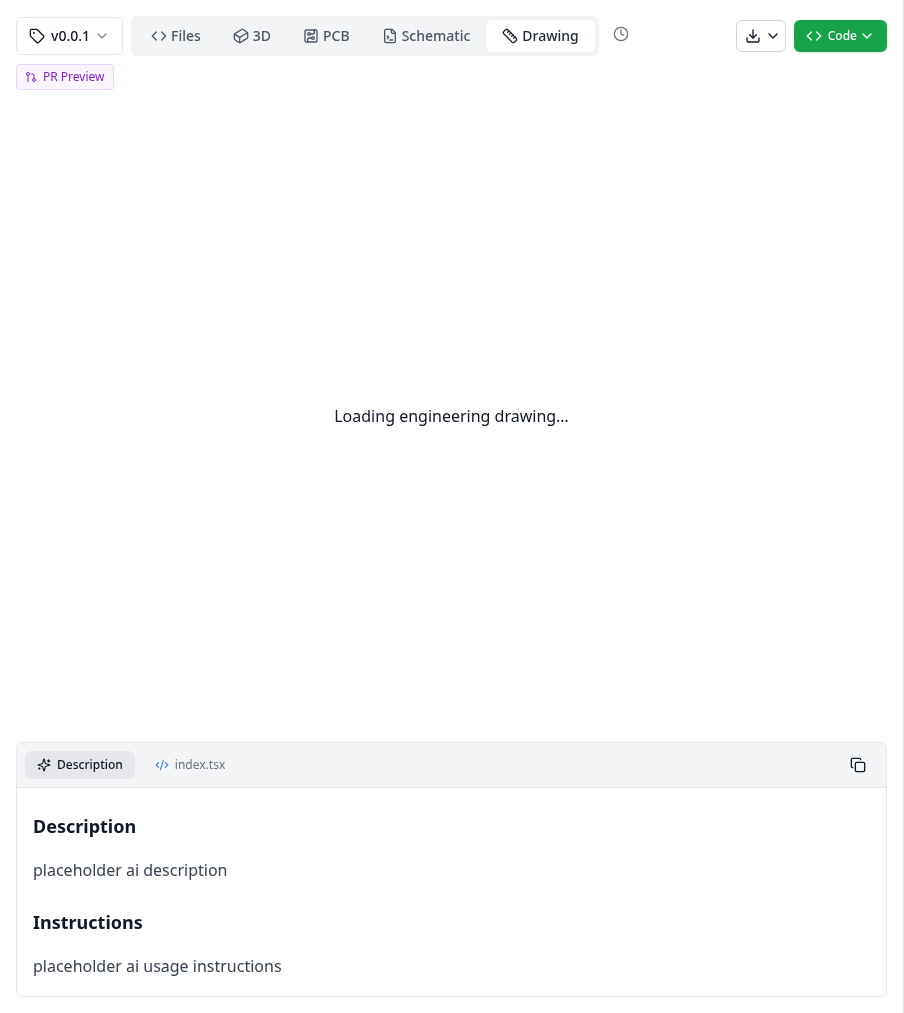 v0.0.1
Files
3D
PCB
Schematic
Drawing
Code
PR Preview
Loading engineering drawing...
Description
index.tsx
Description
placeholder ai description
Instructions
placeholder ai usage instructions